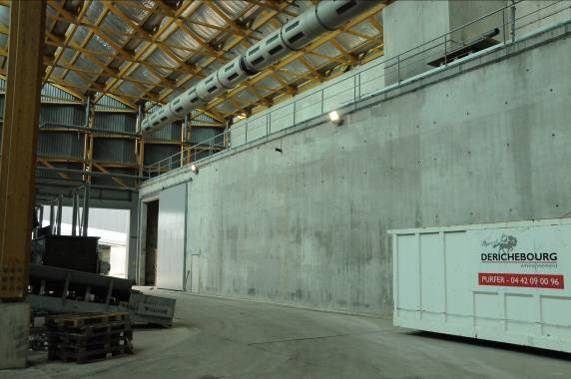 DERICHEBOURG
environnement
PURFER - 04 42 09 00 96